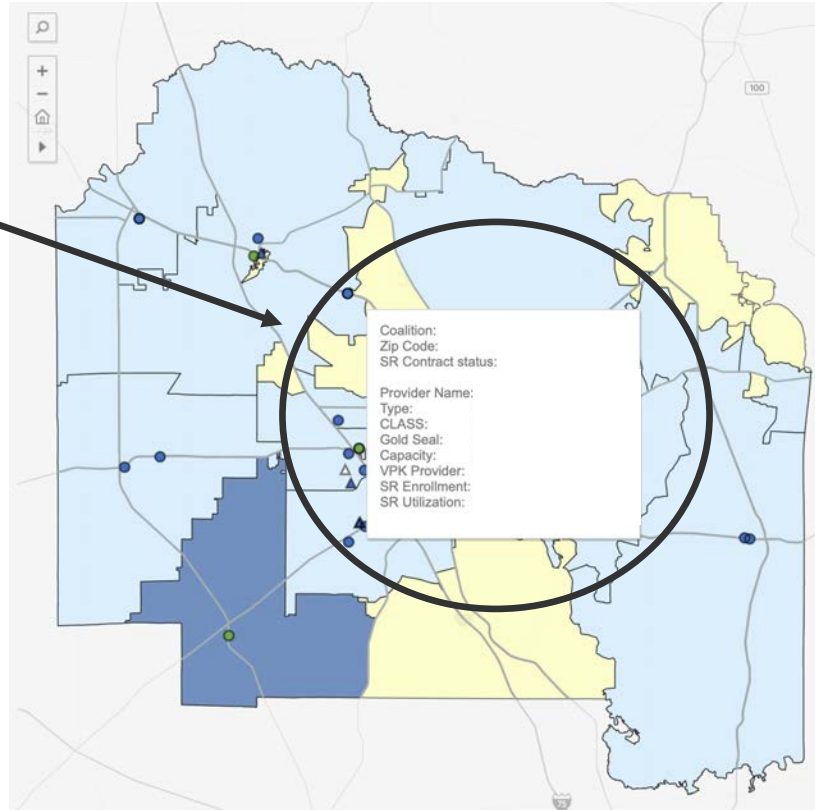 100
Coalition:
Zip Code:
SR Contract status:
Provider Name:
Type:
CLASS:
Gold Seal:
Capacity:
VPK Provider:
SR Enrollment:
SR Utilization:
75